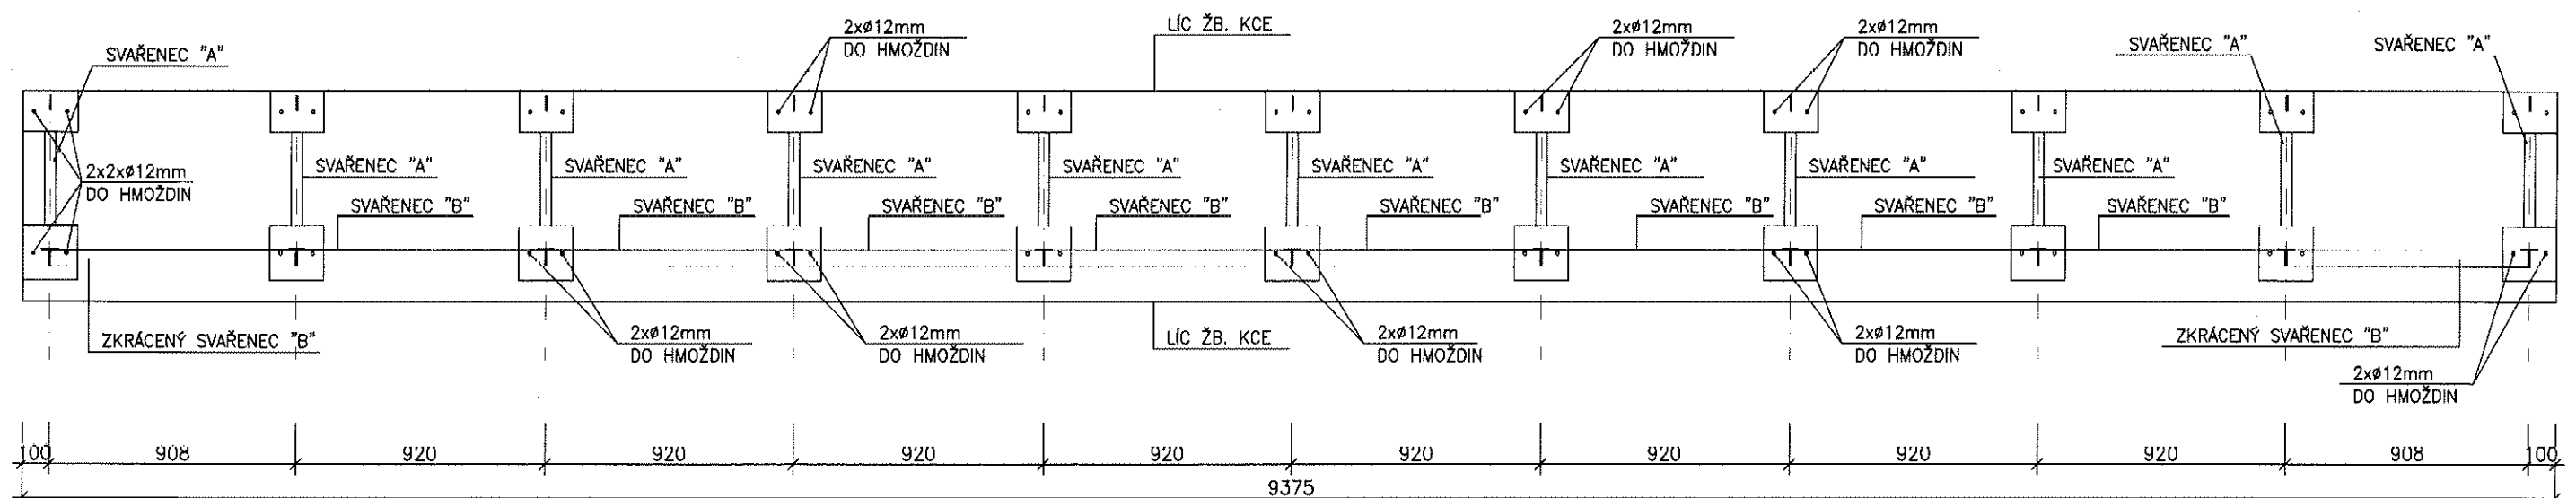 2xø12mm
DO HMOŽDIN
LÍC ŽB. KCE
2xø12mm
DO HMOŽDIN
2xø12mm
DO HMOŽDIN
SVAŘENEC "A"
SVAŘENEC "A"
SVAŘENEC "A"
2x2xø12mm
DO HMOŽDIN
SVAŘENEC "A"
SVAŘENEC "A"
SVAŘENEC "A"
SVAŘENEC "A"
SVAŘENEC "A"
SVAŘENEC "A"
SVAŘENEC "A"
SVAŘENEC "A"
SVAŘENEC "B"
SVAŘENEC "B"
SVAŘENEC "B"
SVAŘENEC "B"
SVAŘENEC "B"
SVAŘENEC "B"
SVAŘENEC "B"
SVAŘENEC "B"
ZKRÁCENÝ SVAŘENEC "B"
2xø12mm
DO HMOŽDIN
2xø12mm
DO HMOŽDIN
LÍC ŽB. KCE
2xø12mm
DO HMOŽDIN
2xø12mm
DO HMOŽDIN
ZKRÁCENÝ SVAŘENEC "B"
2xø12mm
DO HMOŽDIN
100
908
920
920
920
920
920
920
920
920
908
100
9375